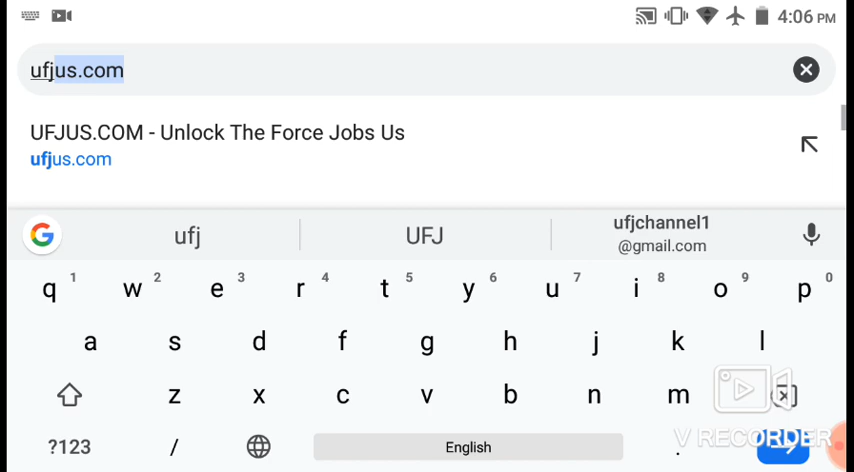 4:06 PM
ufjus.com
UFJUS.COM - Unlock The Force Jobs Us
ufjus.com
G ufj UFJ ufjchannel1
@gmail.com
q 1 w 2 e 3 r 4 t 5 y 6 u 7 i 8 o 9 p 0
a s d f g h j k l
z x c v b n m
V RECORDER
?123 / English .